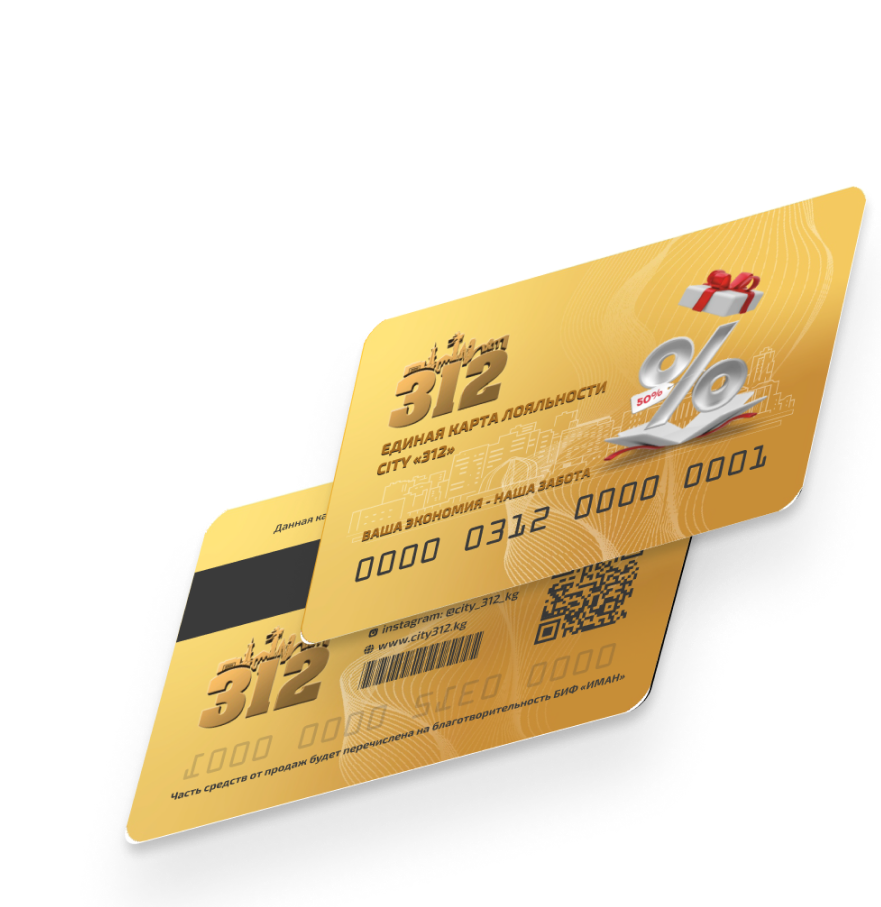 312
ЕДИНАЯ КАРТА ЛОЯЛЬНОСТИ
CITY «312»
50%
ВАША ЭКОНОМИЯ - НАША ЗАБОТА
0000 0312 0000 0001
Данная
instagram: @city_312_kg
www.city312.kg
312
Часть средств от продаж будет перечислена на благотворительность БИФ «ИМАН»